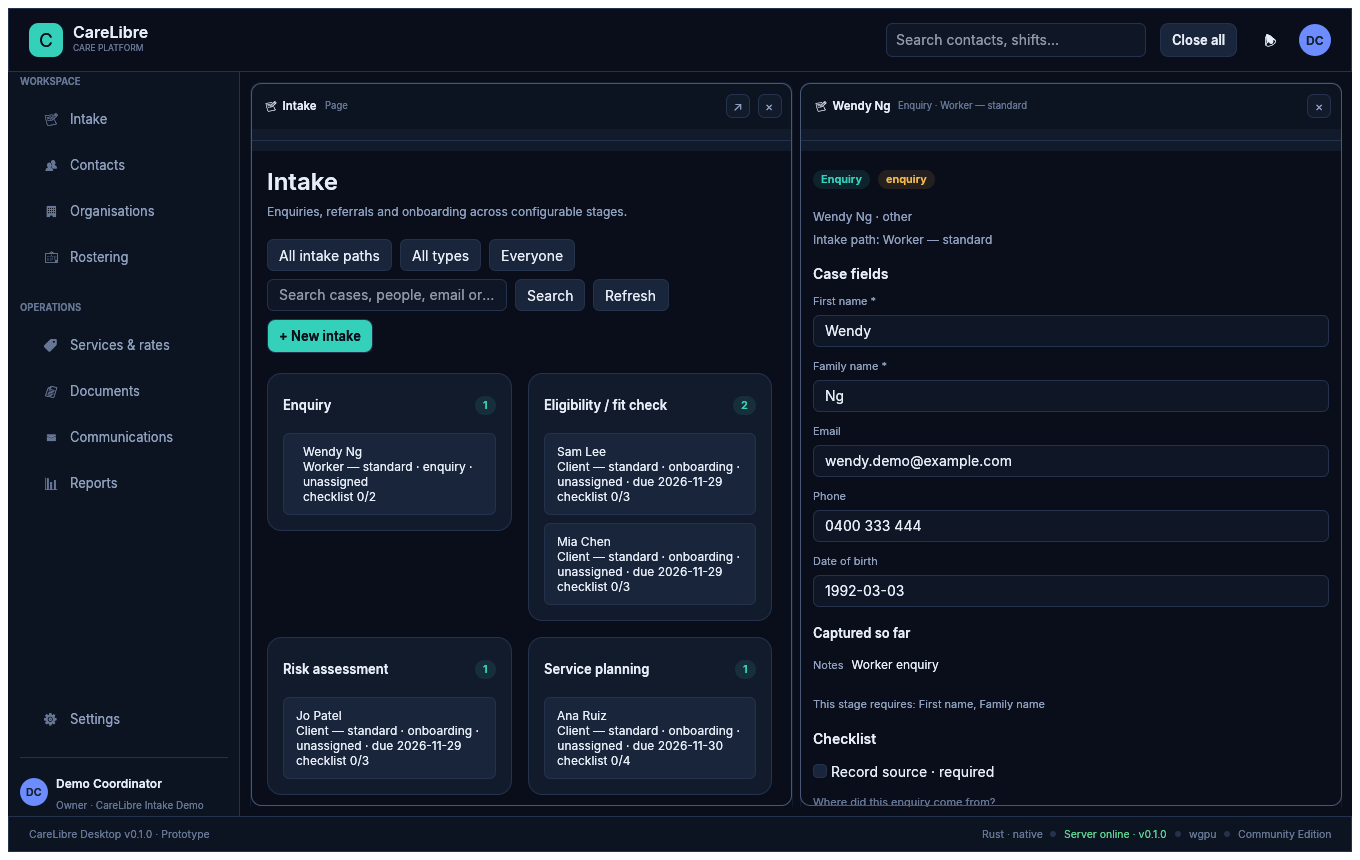 C
CareLibre
CARE PLATFORM
Search contacts, shifts...
Close all
DC
WORKSPACE
Intake
Contacts
Organisations
Rostering
OPERATIONS
Services & rates
Documents
Communications
Reports
Settings
DC
Demo Coordinator
Owner · CareLibre Intake Demo
Intake Page
Intake
Enquiries, referrals and onboarding across configurable stages.
All intake paths
All types
Everyone
Search cases, people, email or...
Search
Refresh
+ New intake
Enquiry
1
Wendy Ng
Worker — standard · enquiry ·
unassigned
checklist 0/2
Eligibility / fit check
2
Sam Lee
Client — standard · onboarding ·
unassigned · due 2026-11-29
checklist 0/3
Mia Chen
Client — standard · onboarding ·
unassigned · due 2026-11-29
checklist 0/3
Risk assessment
1
Jo Patel
Client — standard · onboarding ·
unassigned · due 2026-11-29
checklist 0/3
Service planning
1
Ana Ruiz
Client — standard · onboarding ·
unassigned · due 2026-11-30
checklist 0/4
Wendy Ng Enquiry · Worker — standard
Enquiry
enquiry
Wendy Ng · other
Intake path: Worker — standard
Case fields
First name *
Wendy
Family name *
Ng
Email
wendy.demo@example.com
Phone
0400 333 444
Date of birth
1992-03-03
Captured so far
Notes Worker enquiry
This stage requires: First name, Family name
Checklist
Record source · required
Where did this enquiry come from?
CareLibre Desktop v0.1.0 · Prototype
Rust · native
Server online · v0.1.0
wgpu
Community Edition